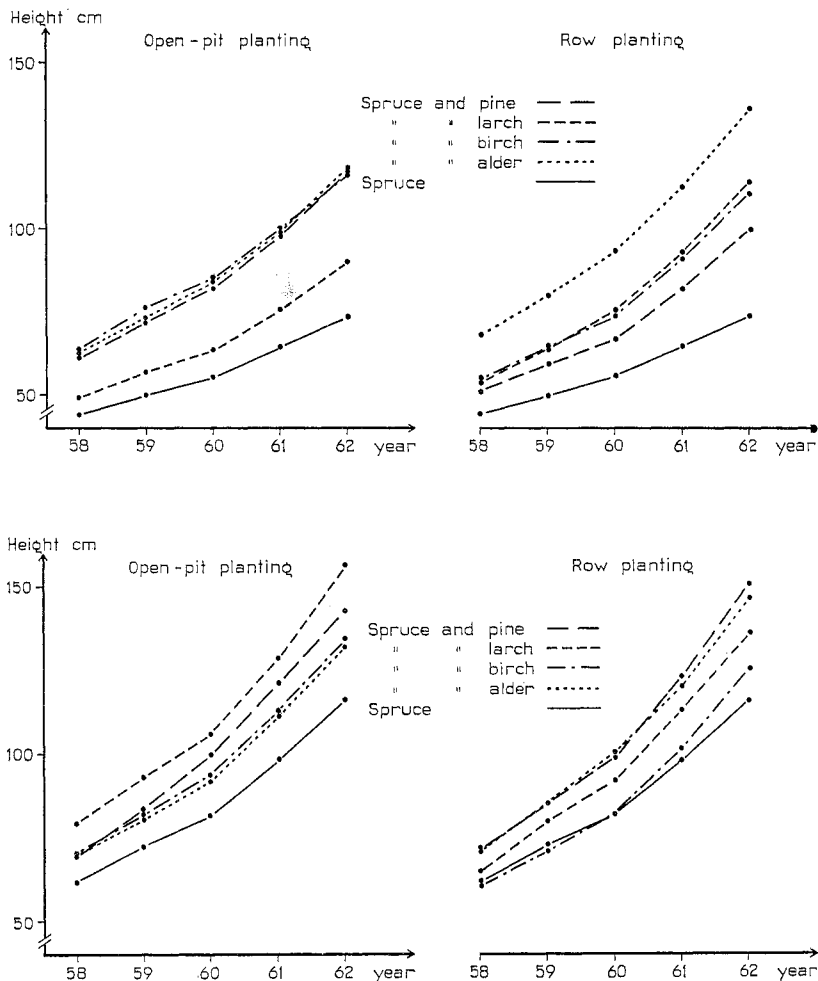 Height cm
Open-pit planting
Row planting
150
100
50
Spruce and pine
" " larch
" " birch
" " alder
Spruce
58 59 60 61 62 year
58 59 60 61 62 year
Height cm
Open-pit planting
Row planting
150
100
50
Spruce and pine
" " larch
" " birch
" " alder
Spruce
58 59 60 61 62 year
58 59 60 61 62 year